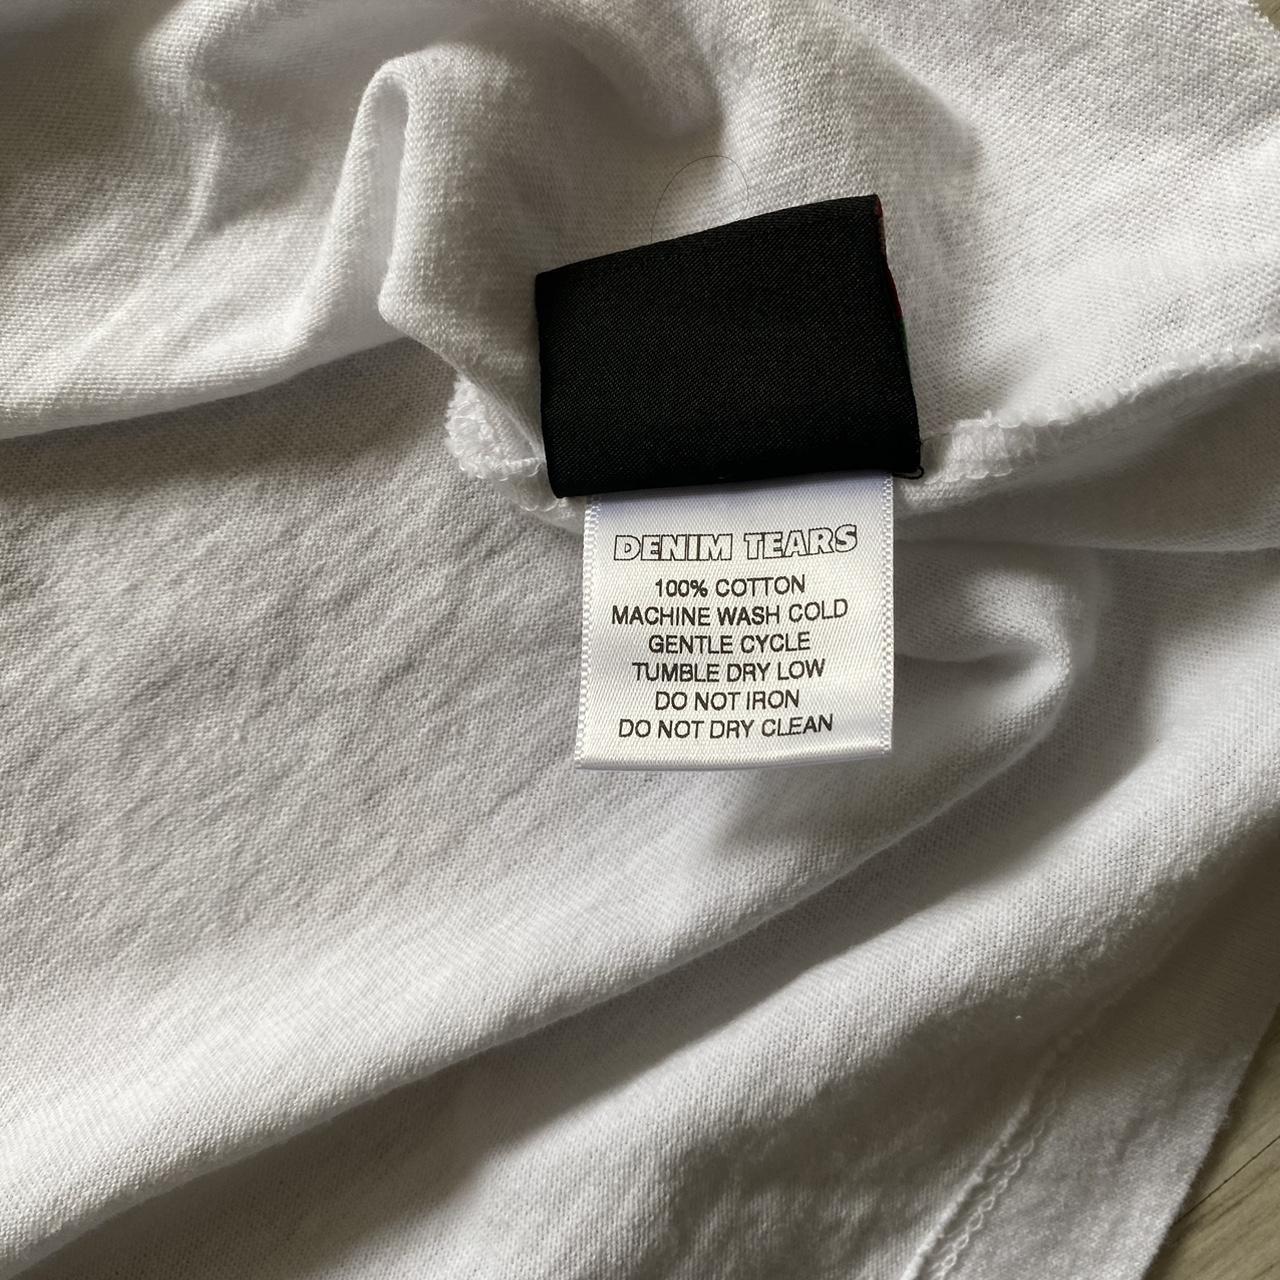 DENIM TEARS
100% COTTON
MACHINE WASH COLD
GENTLE CYCLE
TUMBLE DRY LOW
DO NOT IRON
DO NOT DRY CLEAN